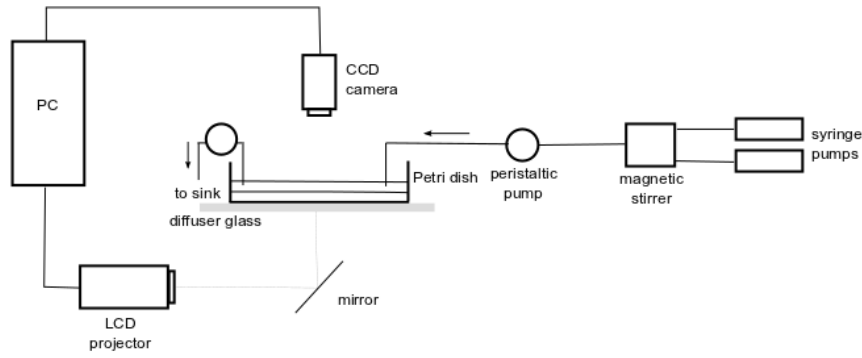 PC
CCD
camera
syringe
pumps
Petri dish
peristaltic
pump
magnetic
stirrer
to sink
diffuser glass
mirror
LCD
projector